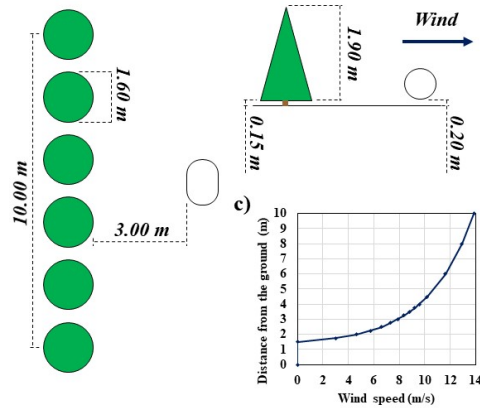 10.00 m
1.60 m
3.00 m
1.90 m
Wind
0.15 m
0.20 m
c)
Distance from the ground (m)
10
9
8
7
6
5
4
3
2
1
0
0 2 4 6 8 10 12 14
Wind speed (m/s)